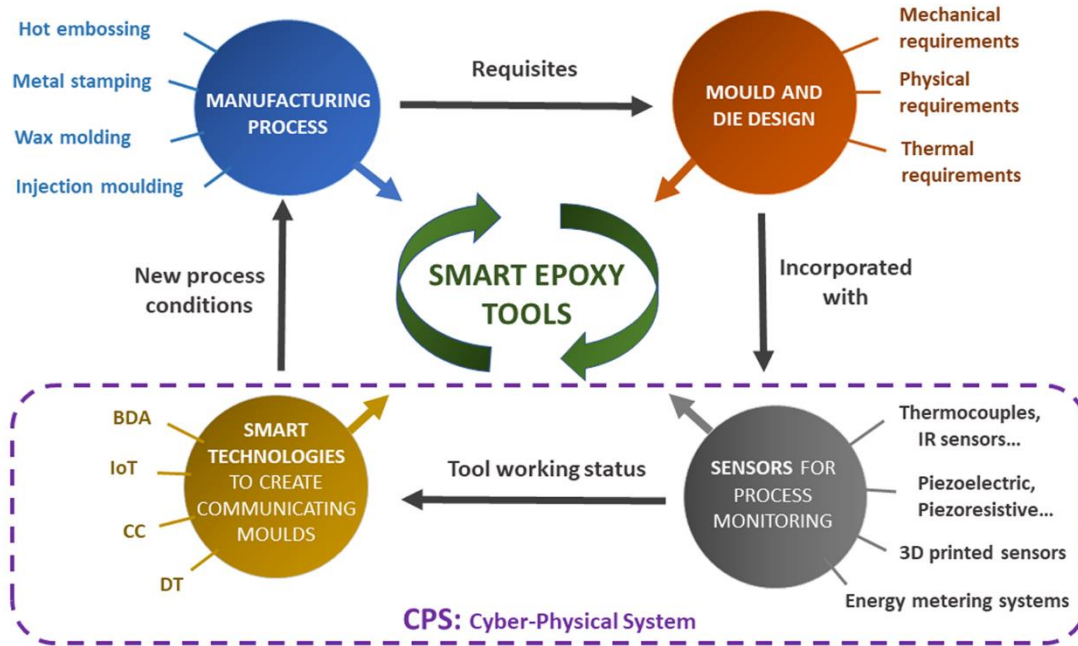 Hot embossing
Metal stamping
Wax molding
Injection moulding
MANUFACTURING
PROCESS
Requisites
MOULD AND
DIE DESIGN
Mechanical
requirements
Physical
requirements
Thermal
requirements
New process
conditions
SMART EPOXY
TOOLS
Incorporated
with
BDA
IoT
CC
DT
SMART
TECHNOLOGIES
TO CREATE
COMMUNICATING
MOULDS
Tool working status
SENSORS FOR
PROCESS
MONITORING
Thermocouples,
IR sensors...
Piezoelectric,
Piezoresistive...
3D printed sensors
Energy metering systems
CPS: Cyber-Physical System